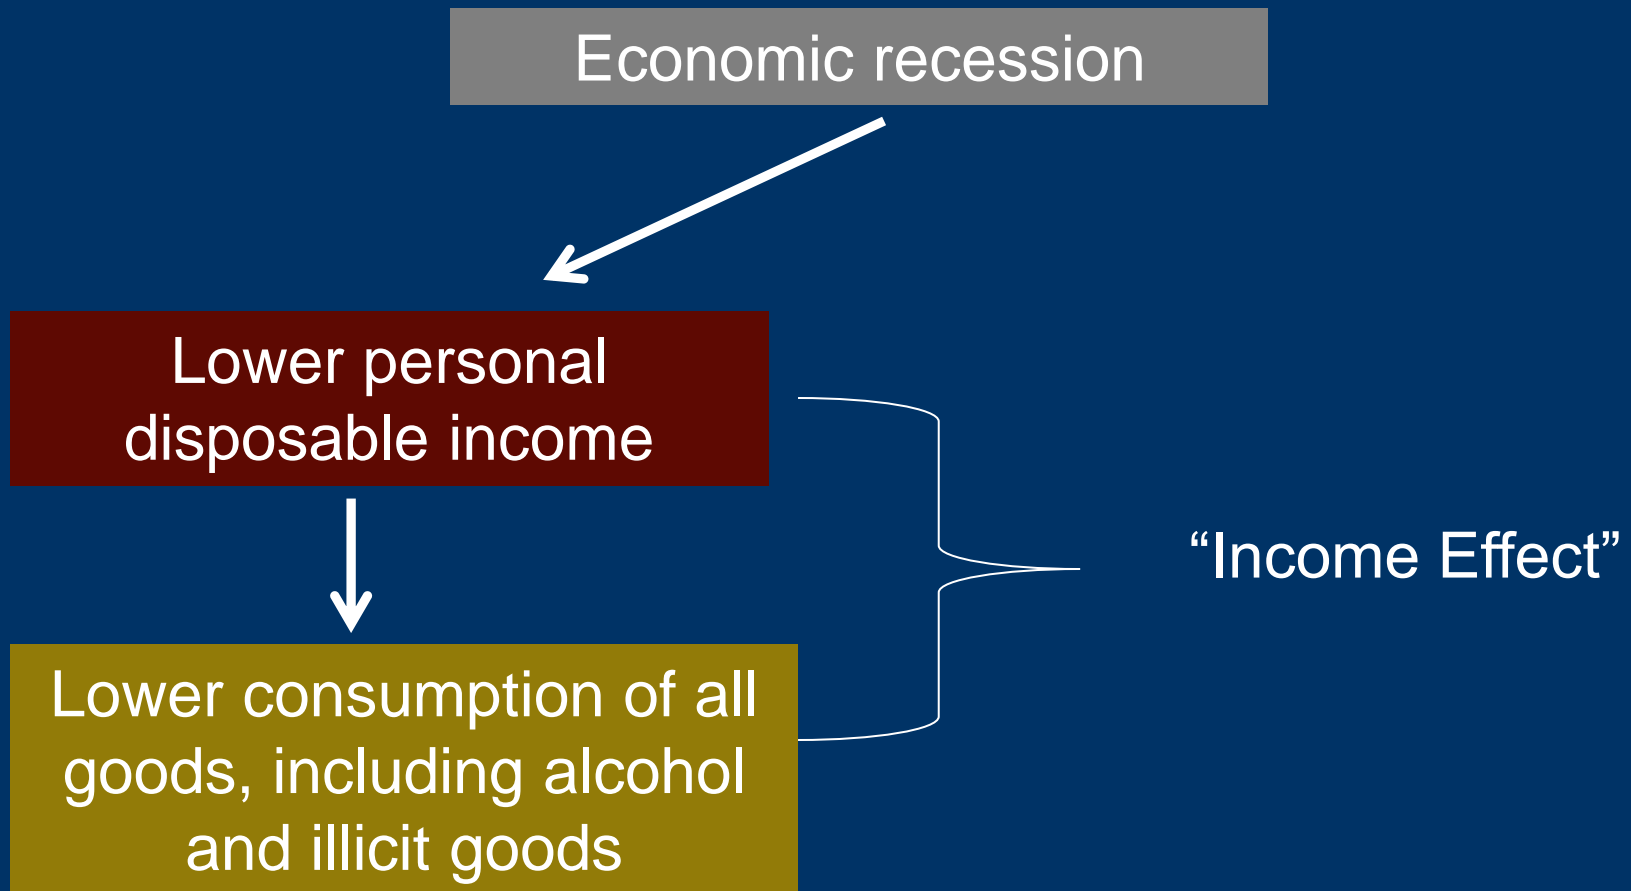 Economic recession
Lower personal
disposable income
“Income Effect”
Lower consumption of all
goods, including alcohol
and illicit goods